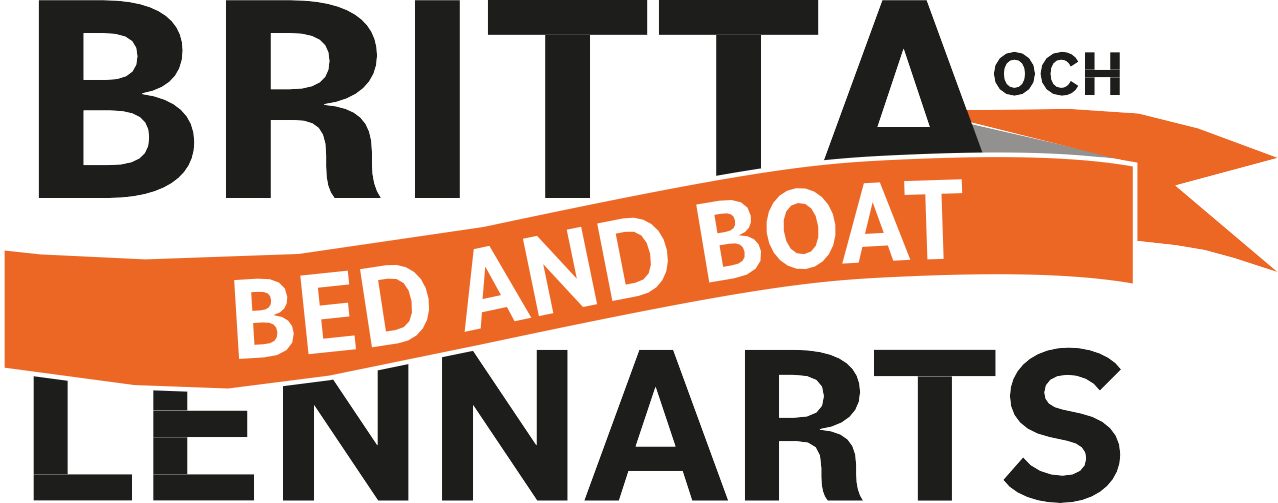 BRITTA OCH
BED AND BOAT
LENNARTS